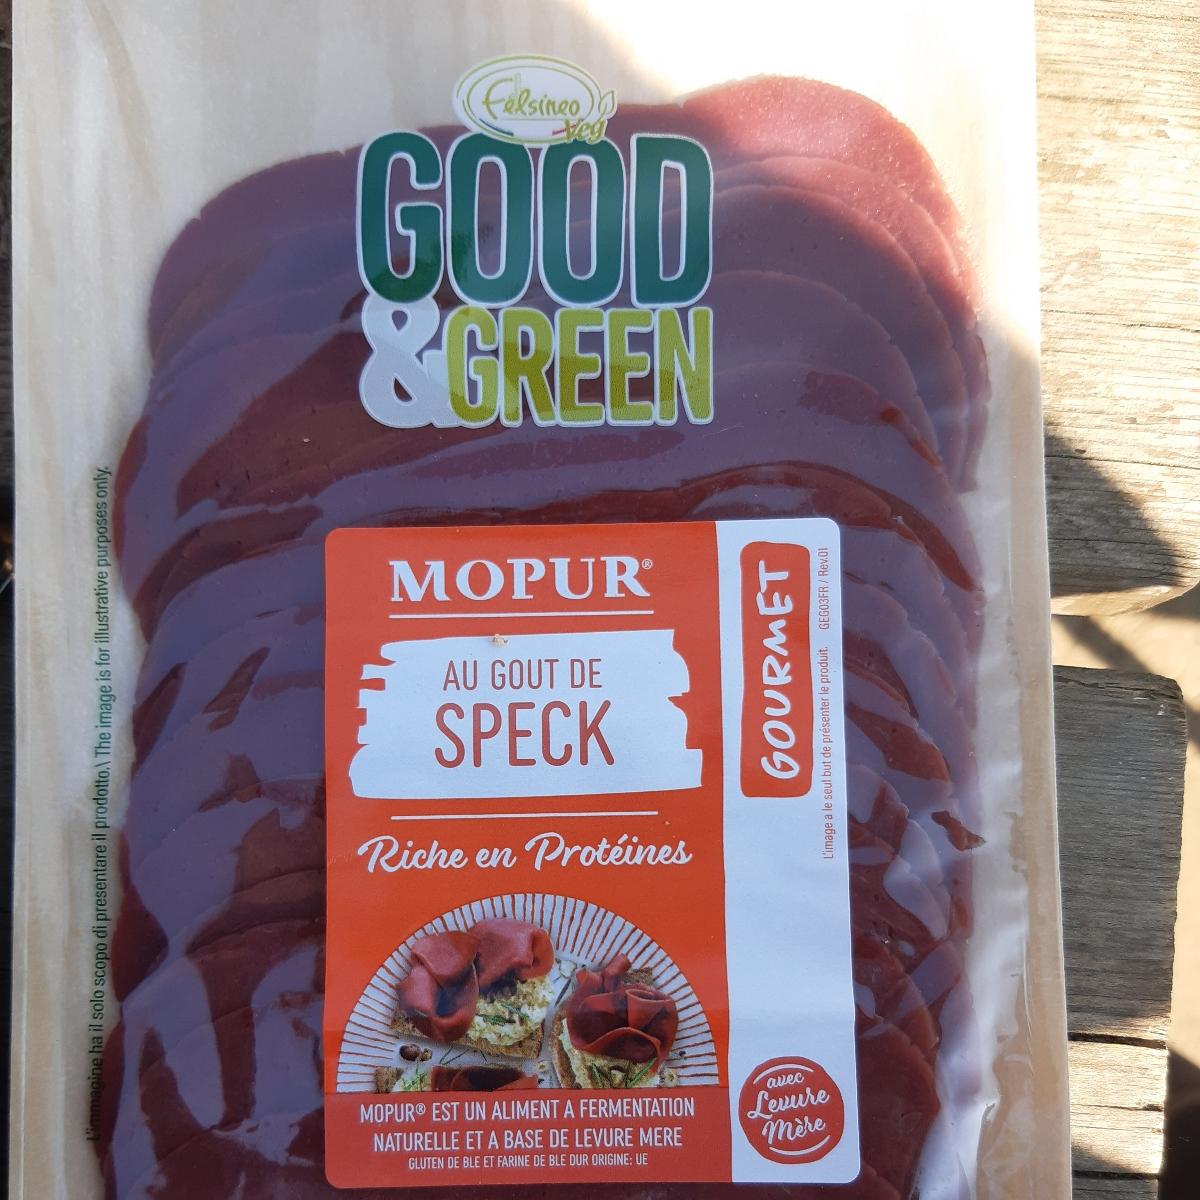 Felsineo
Veg
GOOD
&GREEN
MOPUR®
AU GOUT DE
SPECK
Riche en Protéines
MOPUR® EST UN ALIMENT A FERMENTATION
NATURELLE ET A BASE DE LEVURE MERE
GLUTEN DE BLE ET FARINE DE BLE DUR ORIGINE: UE
GOURMET
L'image a le seul but de présenter le produit. GEG03FR / Rev.01
avec
Levure
Mère
L'immagine ha il solo scopo di presentare il prodotto.\ The image is for illustrative purposes only.